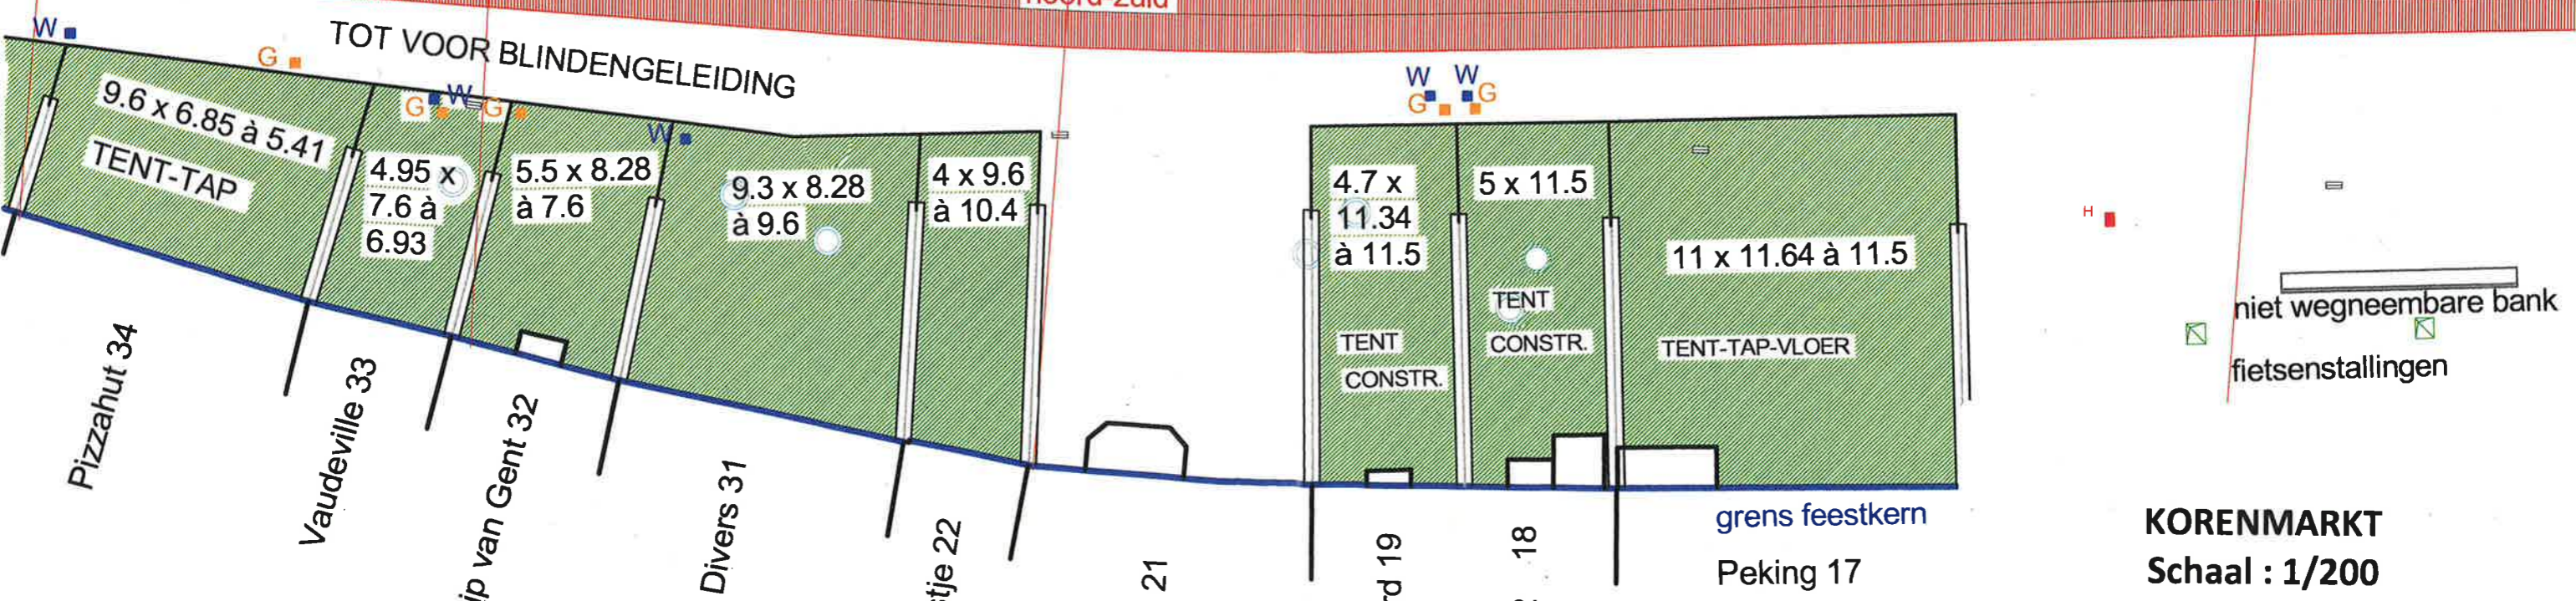 noord-zuid
W
G
TOT VOOR BLINDENGELEIDING
G W G
W
W W
G G
9.6 x 6.85 à 5.41
TENT-TAP
4.95 x
7.6 à
6.93
5.5 x 8.28
à 7.6
9.3 x 8.28
à 9.6
4 x 9.6
à 10.4
4.7 x
11.34
à 11.5
TENT
CONSTR.
5 x 11.5
TENT
CONSTR.
11 x 11.64 à 11.5
TENT-TAP-VLOER
H
niet wegneembare bank
fietsenstallingen
Pizzahut 34
Vaudeville 33
ip van Gent 32
Divers 31
tje 22
21
rd 19
18
grens feestkern
Peking 17
KORENMARKT
Schaal : 1/200